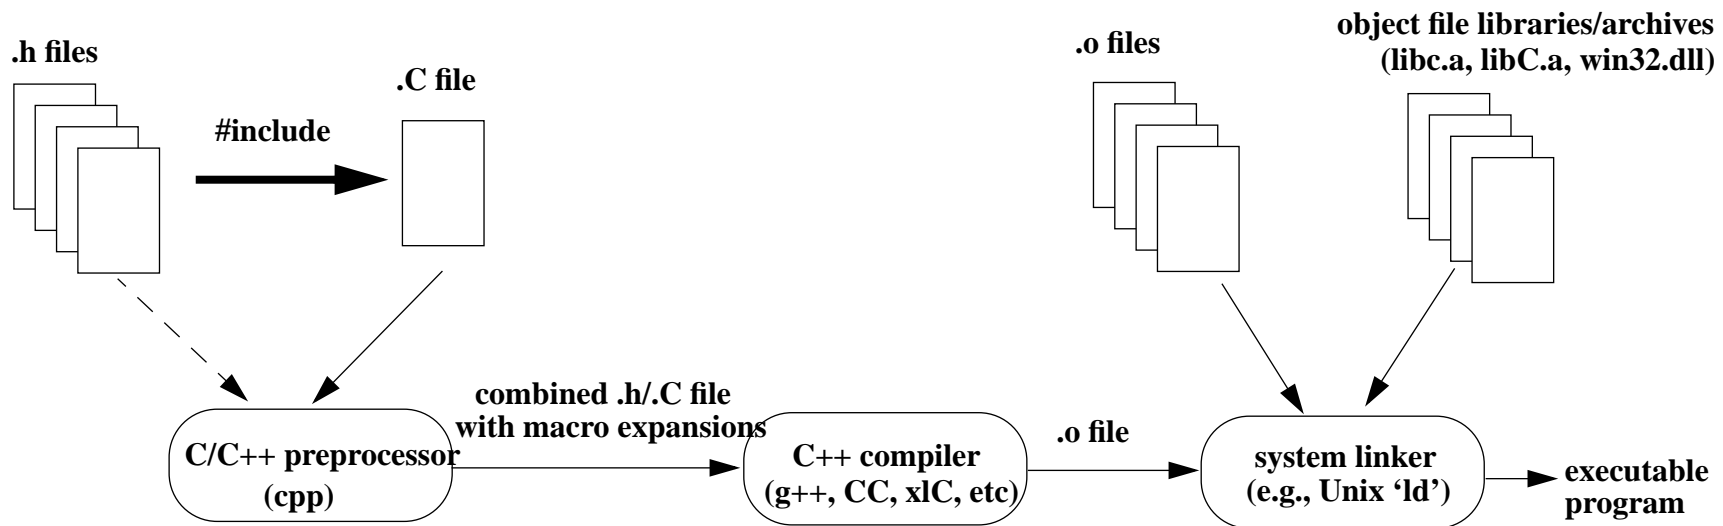 .h files
#include
.C file
.o files
object file libraries/archives
(libc.a, libC.a, win32.dll)
C/C++ preprocessor
(cpp)
combined .h/.C file
with macro expansions
C++ compiler
(g++, CC, xlC, etc)
.o file
system linker
(e.g., Unix ‘ld’)
executable
program